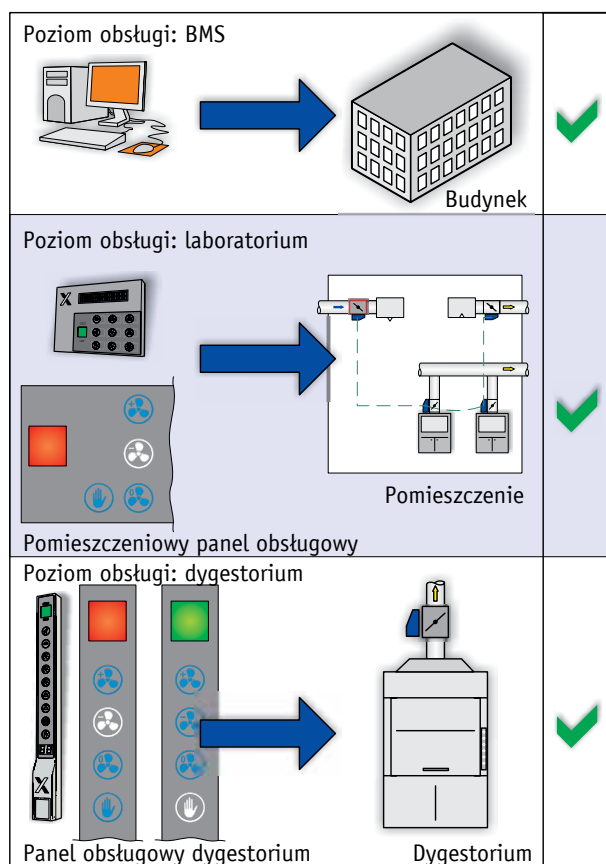 Poziom obsługi: BMS
Budynek
Poziom obsługi: laboratorium
X
Pomieszczenie
Pomieszczeniowy panel obsługowy
Poziom obsługi: dygestorium
X
Panel obsługowy dygestorium
Dygestorium